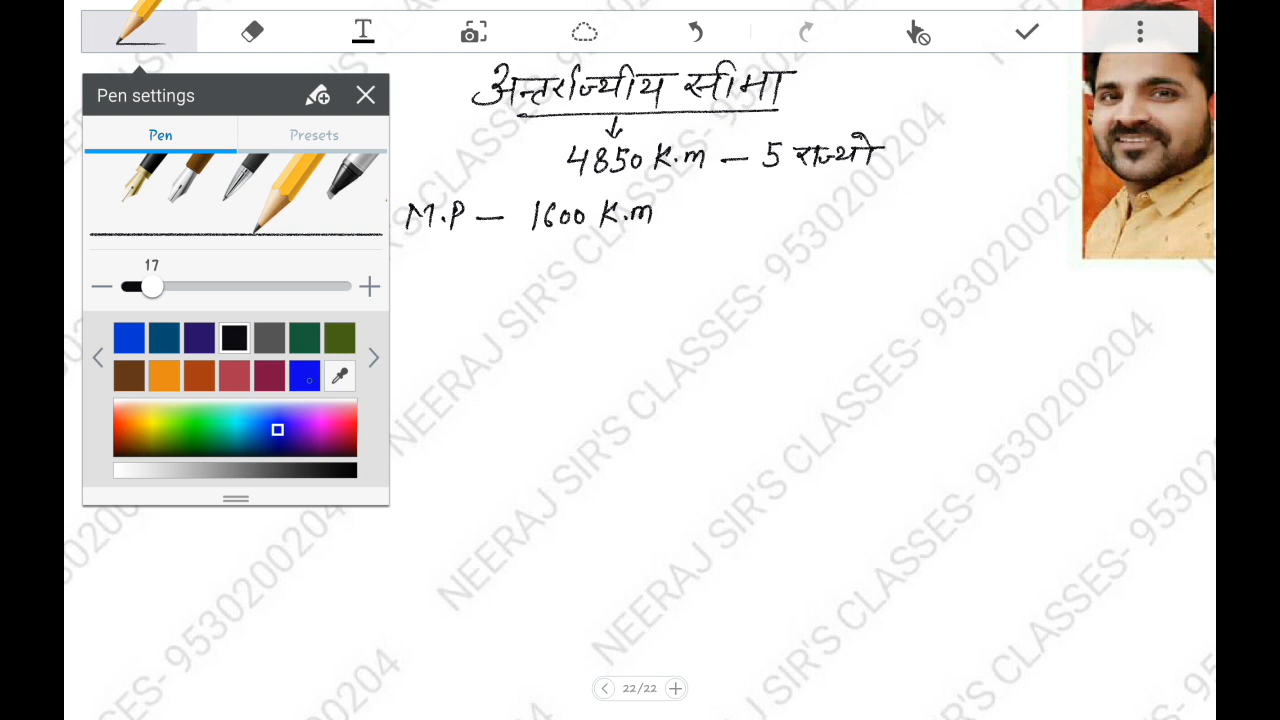 T
Pen settings
Pen
Presets
17
अन्तर्राज्यीय सीमा
4850 K.m — 5 राज्यों
M.P — 1600 K.m
NEERAJ SIR'S CLASSES- 9530200204
22/22